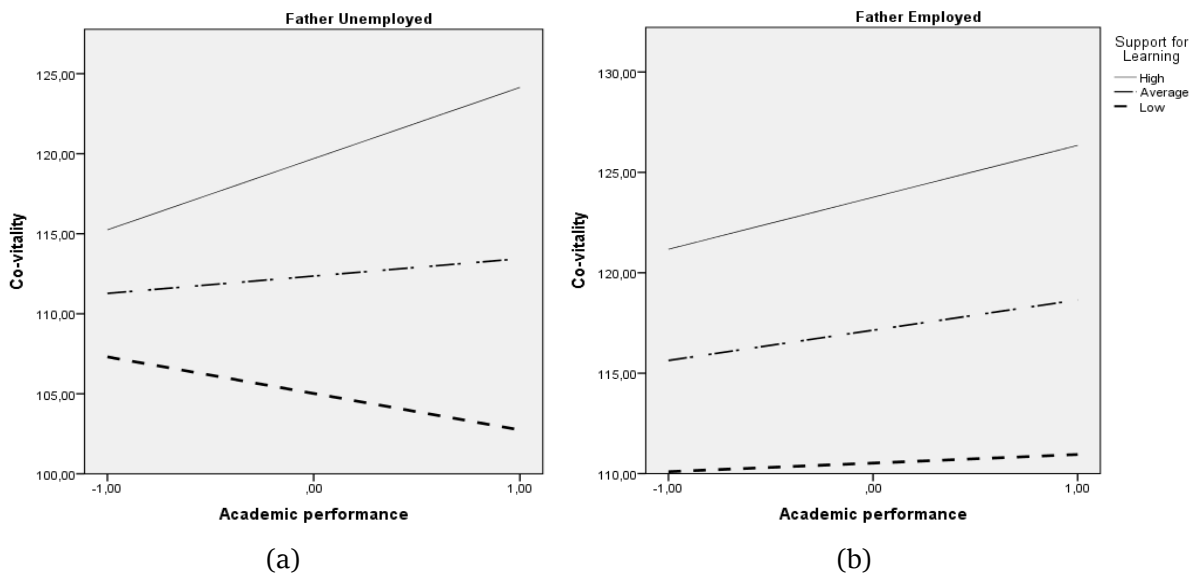 Father Unemployed
125,00
120,00
115,00
110,00
105,00
100,00
Co-vitality
-1,00
,00
1,00
Academic performance
(a)
Father Employed
130,00
125,00
120,00
115,00
110,00
Co-vitality
-1,00
,00
1,00
Academic performance
(b)
Support for
Learning
High
Average
Low